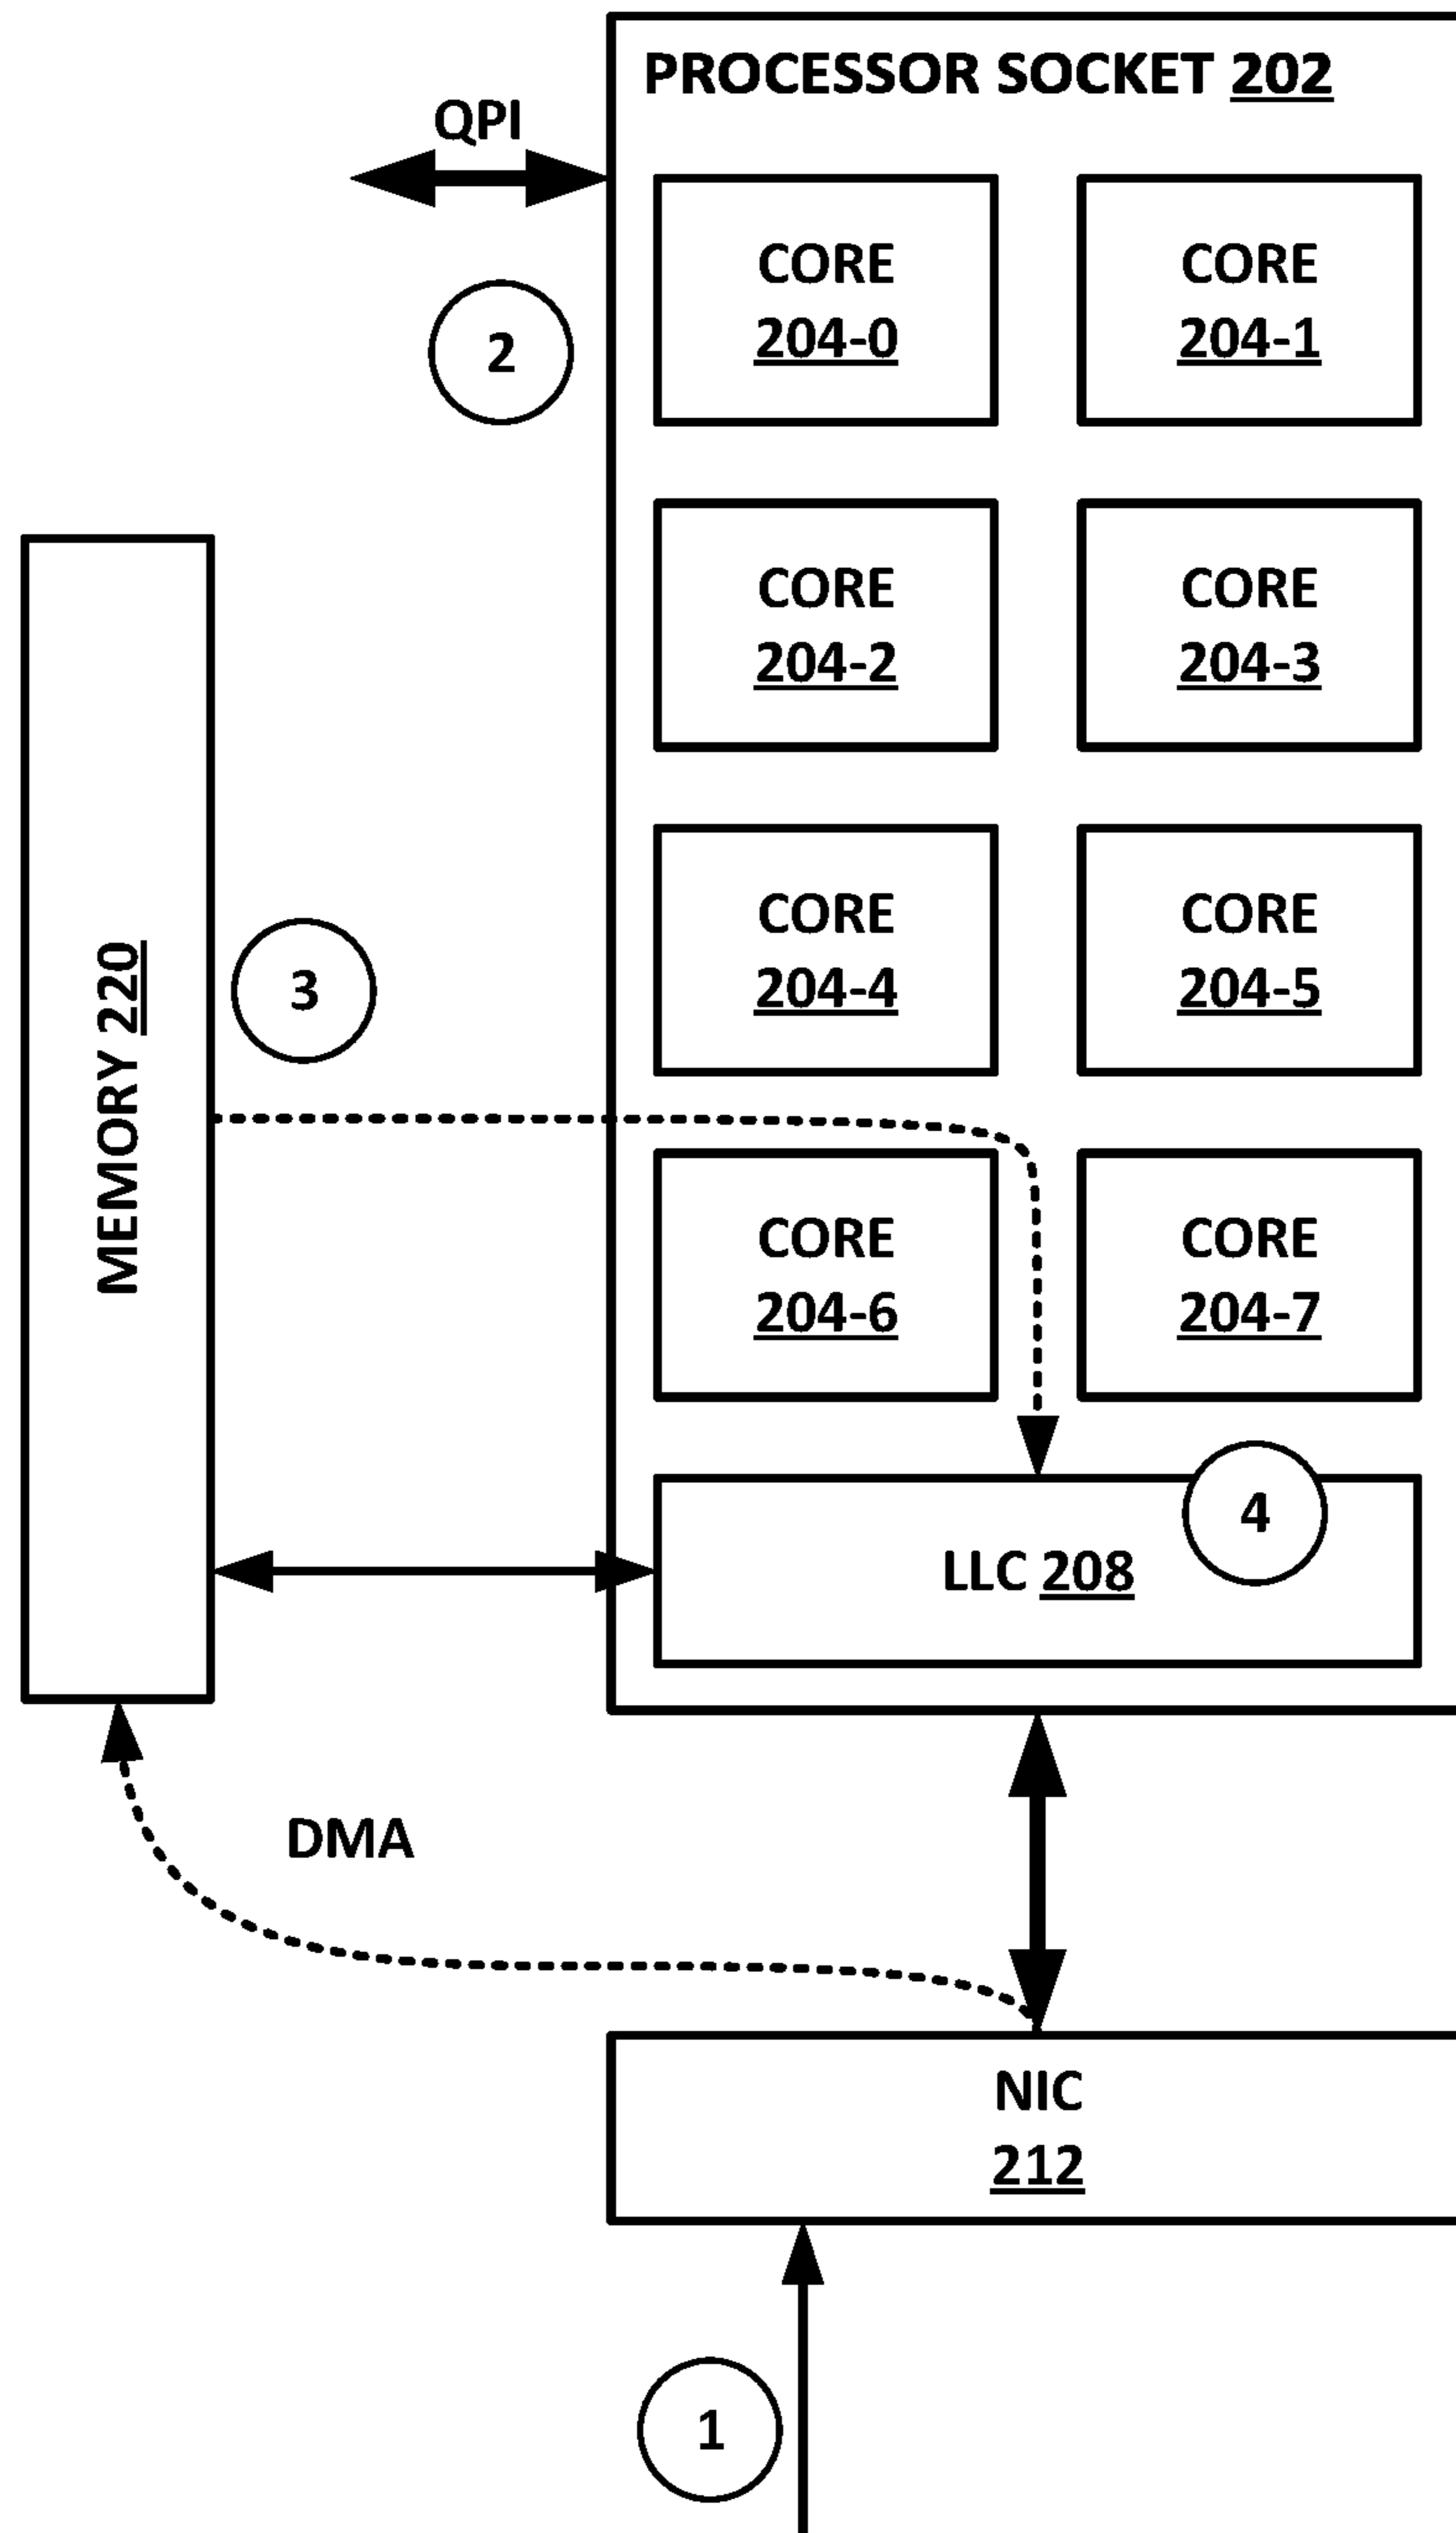 PROCESSOR SOCKET 202
QPI
CORE
204-0
CORE
204-1
2
CORE
204-2
CORE
204-3
MEMORY 220
3
CORE
204-4
CORE
204-5
CORE
204-6
CORE
204-7
4
LLC 208
DMA
NIC
212
1